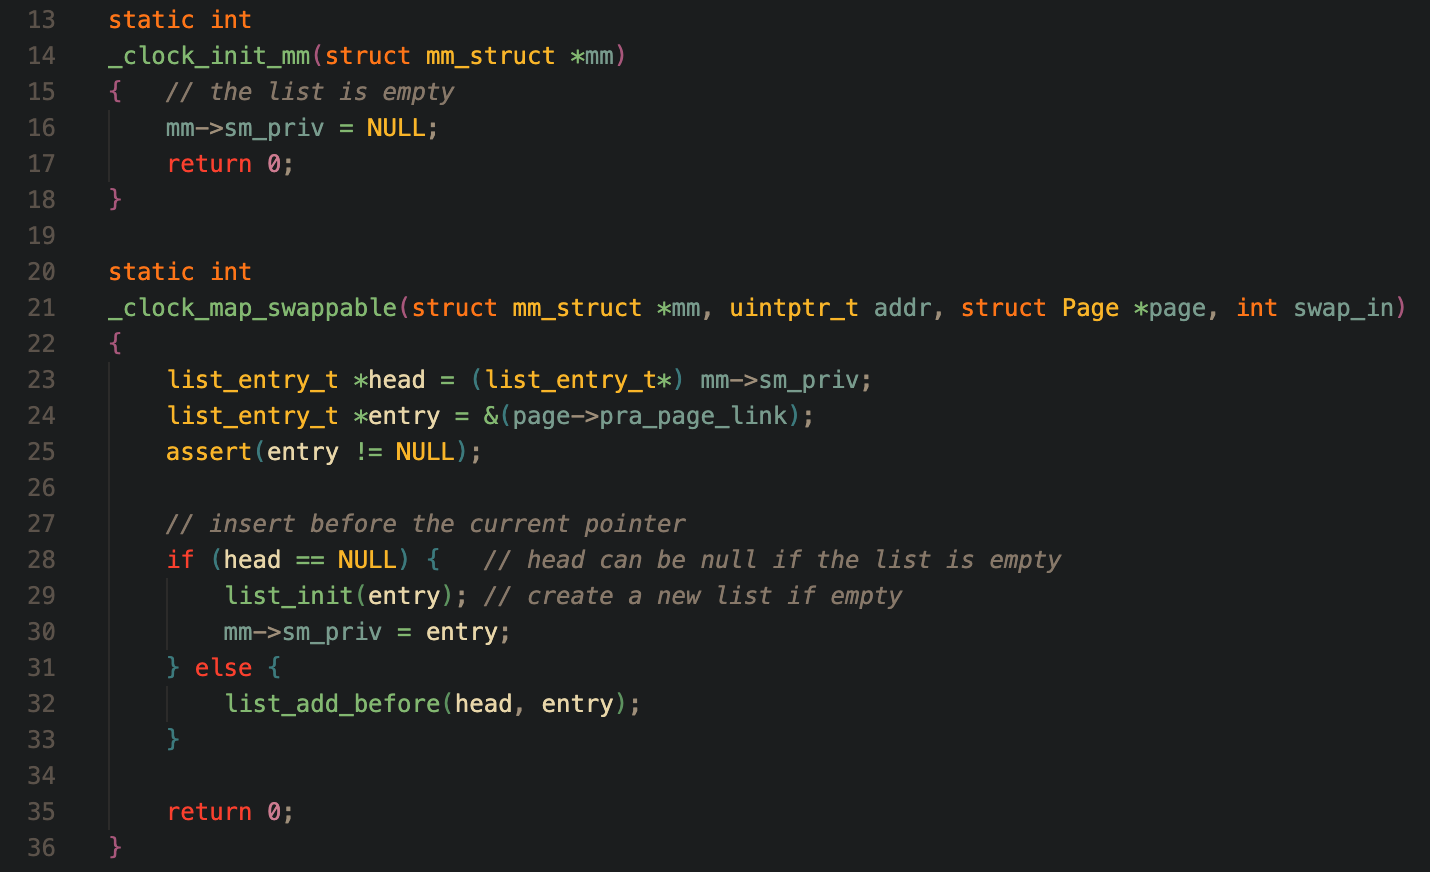 13 static int
14 _clock_init_mm(struct mm_struct *mm)
15 {   // the list is empty
16     mm->sm_priv = NULL;
17     return 0;
18 }
19
20 static int
21 _clock_map_swappable(struct mm_struct *mm, uintptr_t addr, struct Page *page, int swap_in)
22 {
23     list_entry_t *head = (list_entry_t*) mm->sm_priv;
24     list_entry_t *entry = &(page->pra_page_link);
25     assert(entry != NULL);
26
27     // insert before the current pointer
28     if (head == NULL) {   // head can be null if the list is empty
29         list_init(entry); // create a new list if empty
30         mm->sm_priv = entry;
31     } else {
32         list_add_before(head, entry);
33     }
34
35     return 0;
36 }